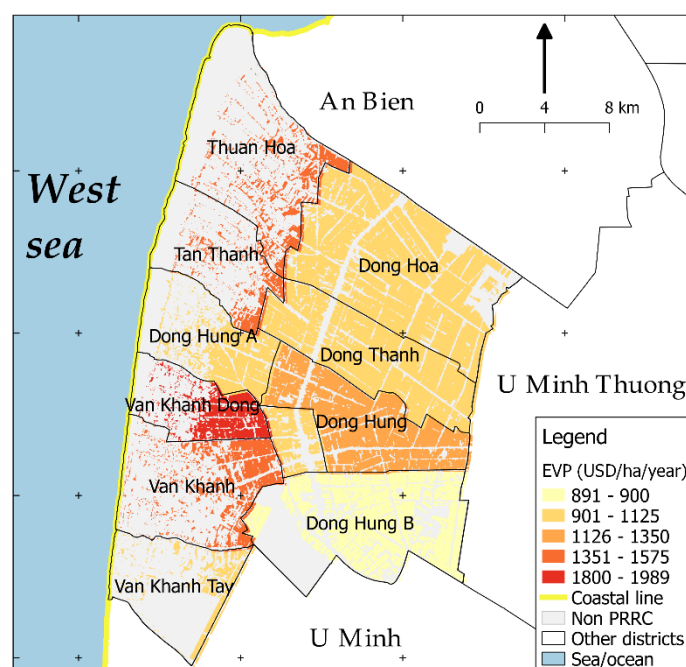 An Bien
0 4 8 km
Thuan Hoa
West
sea
Tan Thanh
Dong Hoa
Dong Hung A
Dong Thanh
U Minh Thuong
Van Khanh Dong
Dong Hung
Van Khanh
Dong Hung B
Van Khanh Tay
U Minh
Legend
EVP (USD/ha/year)
891 - 900
901 - 1125
1126 - 1350
1351 - 1575
1800 - 1989
Coastal line
Non PRRC
Other districts
Sea/ocean